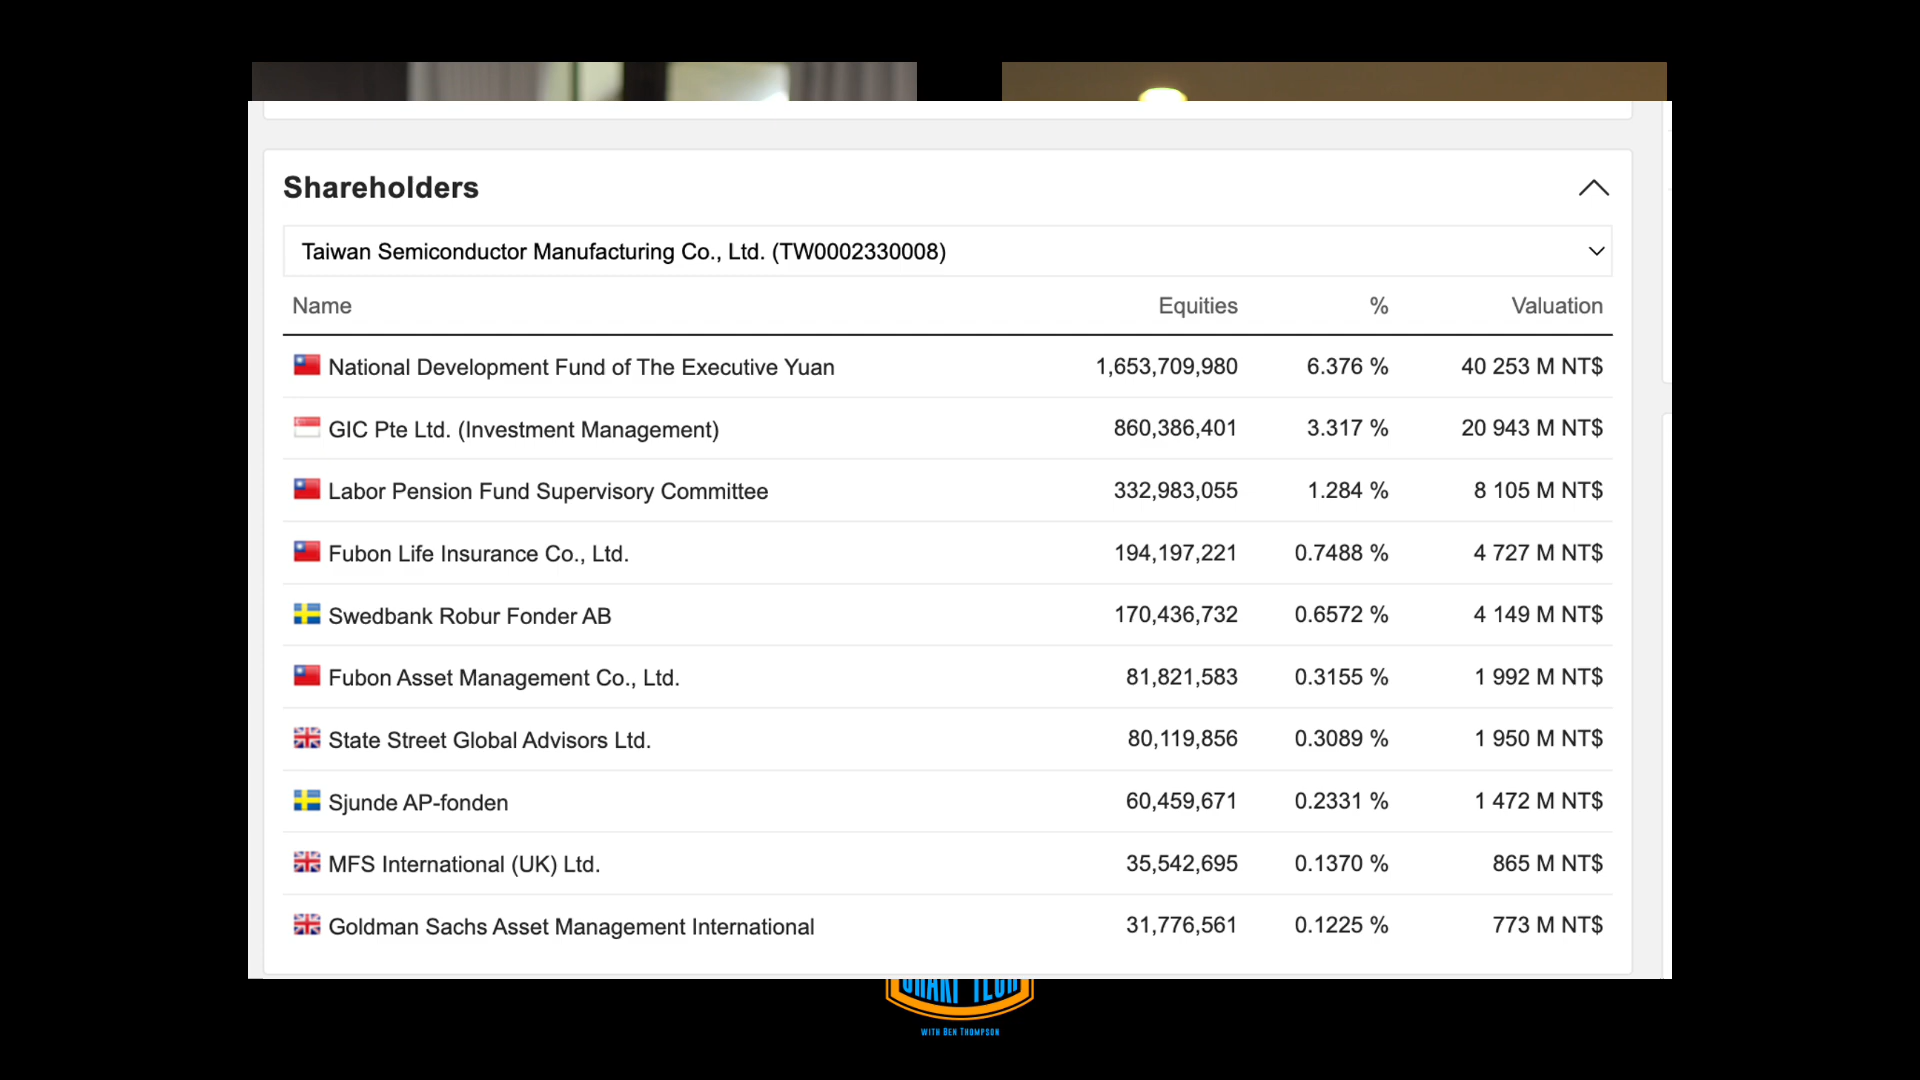 Shareholders
Taiwan Semiconductor Manufacturing Co., Ltd. (TW0002330008)
Name Equities % Valuation
National Development Fund of The Executive Yuan 1,653,709,980 6.376 % 40 253 M NT$
GIC Pte Ltd. (Investment Management) 860,386,401 3.317 % 20 943 M NT$
Labor Pension Fund Supervisory Committee 332,983,055 1.284 % 8 105 M NT$
Fubon Life Insurance Co., Ltd. 194,197,221 0.7488 % 4 727 M NT$
Swedbank Robur Fonder AB 170,436,732 0.6572 % 4 149 M NT$
Fubon Asset Management Co., Ltd. 81,821,583 0.3155 % 1 992 M NT$
State Street Global Advisors Ltd. 80,119,856 0.3089 % 1 950 M NT$
Sjunde AP-fonden 60,459,671 0.2331 % 1 472 M NT$
MFS International (UK) Ltd. 35,542,695 0.1370 % 865 M NT$
Goldman Sachs Asset Management International 31,776,561 0.1225 % 773 M NT$
WITH BEN THOMPSON